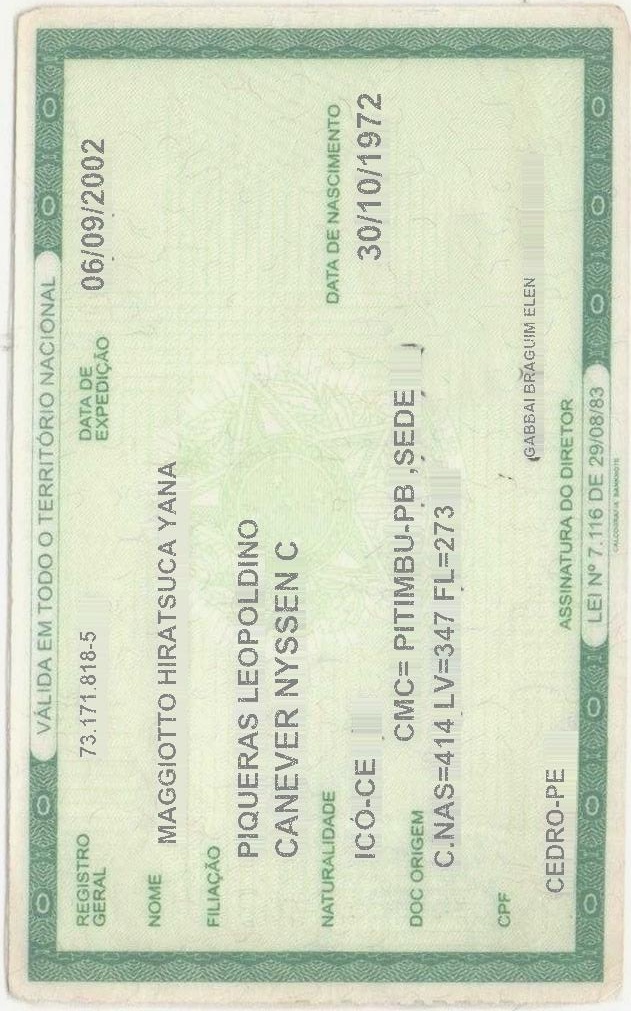 VÁLIDA EM TODO O TERRITÓRIO NACIONAL
REGISTRO GERAL 73.171.818-5 DATA DE EXPEDIÇÃO 06/09/2002
NOME MAGGIOTTO HIRATSUCA YANA
FILIAÇÃO
PIQUERAS LEOPOLDINO
CANEVER NYSSEN C
NATURALIDADE DATA DE NASCIMENTO
ICÓ-CE 30/10/1972
DOC ORIGEM CMC= PITIMBU-PB ,SEDE
C.NAS=414 LV=347 FL=273
CPF
GABBAI BRAGUIM ELEN
CEDRO-PE
ASSINATURA DO DIRETOR
LEI Nº 7.116 DE 29/08/83